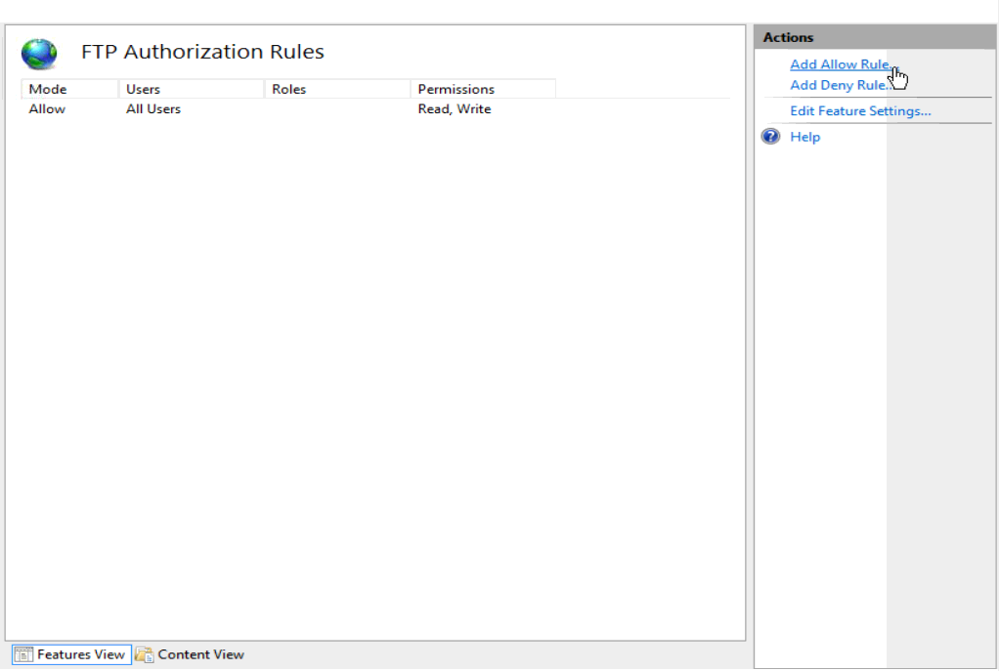 FTP Authorization Rules
Mode Users Roles Permissions
Allow All Users Read, Write
Features View Content View
Actions
Add Allow Rule...
Add Deny Rule...
Edit Feature Settings...
Help